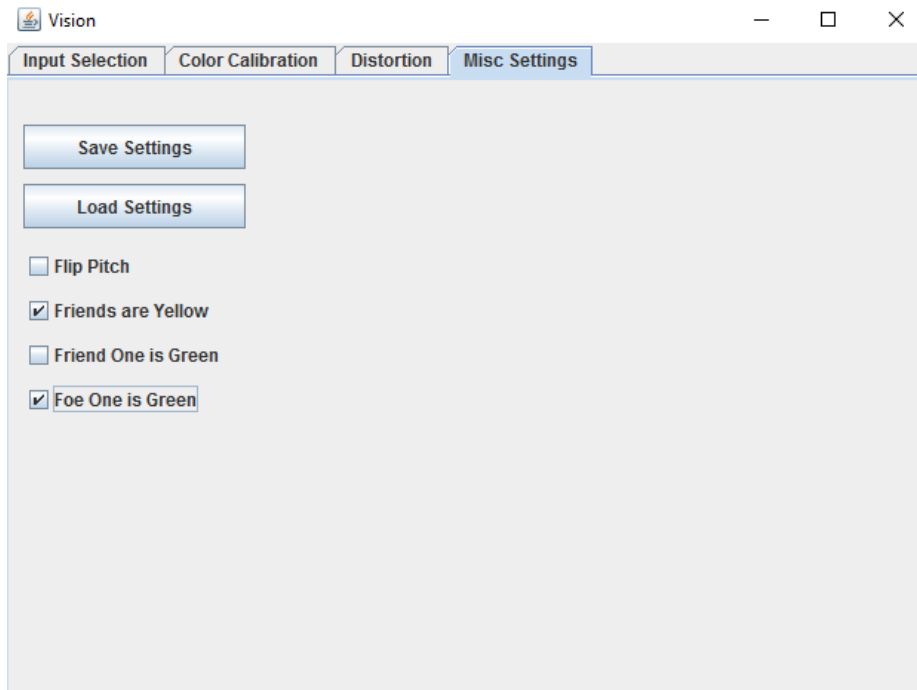 Vision
Input Selection Color Calibration Distortion Misc Settings
Save Settings
Load Settings
Flip Pitch
Friends are Yellow
Friend One is Green
Foe One is Green